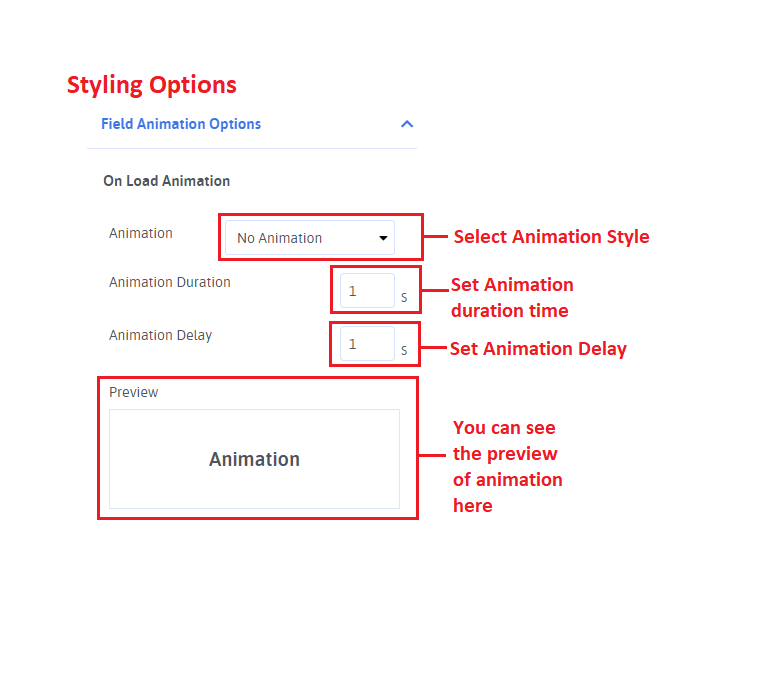 Styling Options
Field Animation Options
On Load Animation
Animation
No Animation
Select Animation Style
Animation Duration
1
s
Set Animation
duration time
Animation Delay
1
s
Set Animation Delay
Preview
Animation
You can see
the preview
of animation
here